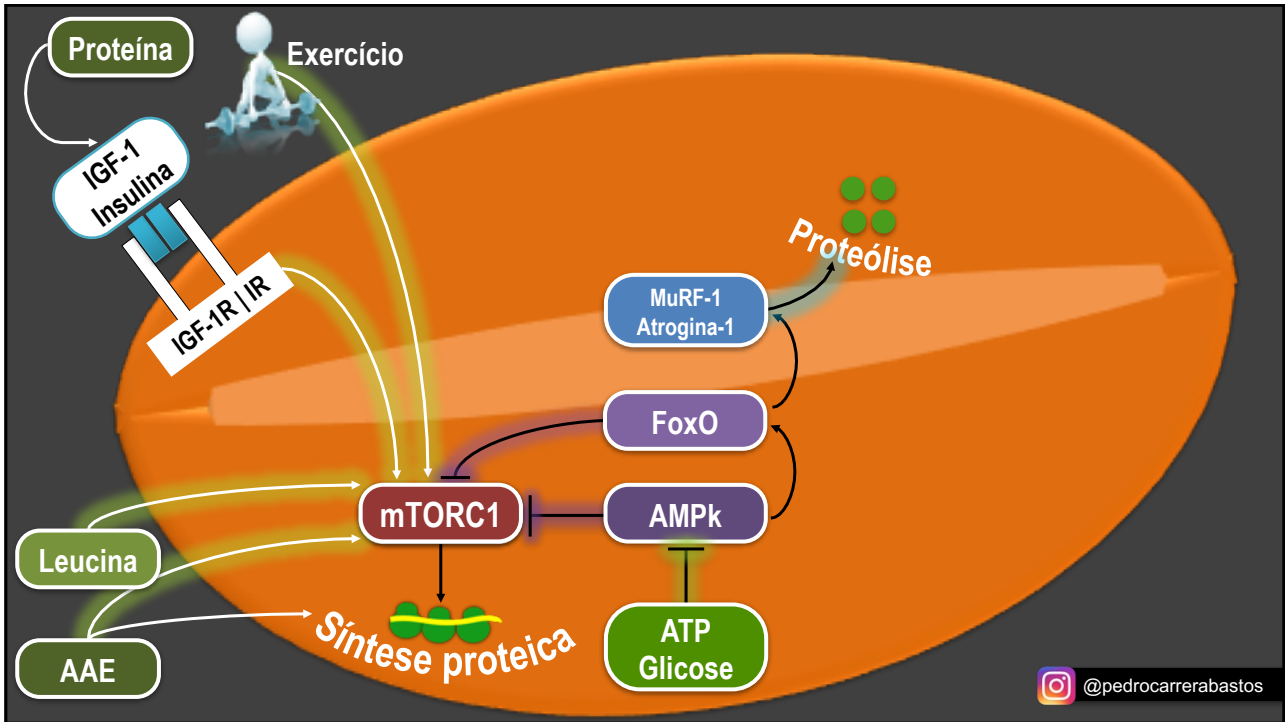 Proteína
Exercício
IGF-1
Insulina
IGF-1R | IR
Proteólise
MuRF-1
Atrogina-1
FoxO
mTORC1
AMPk
Leucina
AAE
Síntese proteica
ATP
Glicose
@pedrocarrerabastos